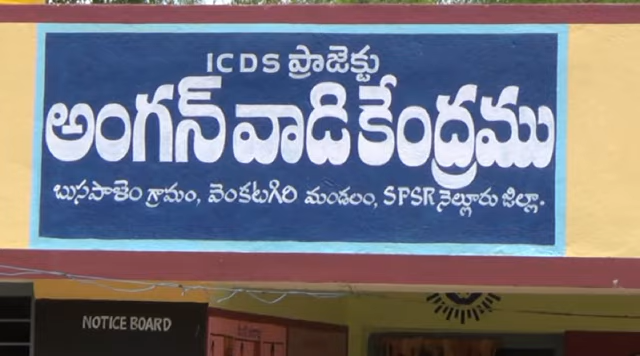 ICDS ప్రాజెక్టు
అంగన్ వాడి కేంద్రము
బుసపాళెం గ్రామం, వెంకటగిరి మండలం, SPSR నెల్లూరు జిల్లా.
NOTICE BOARD